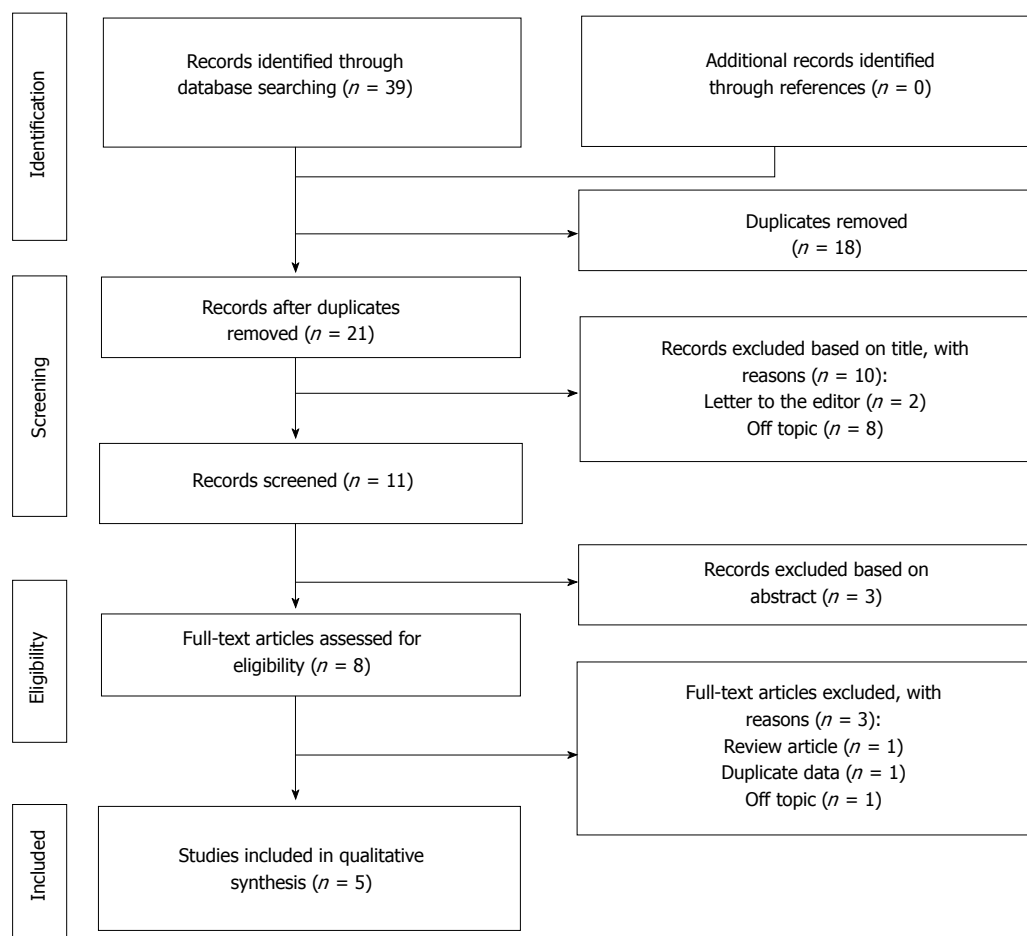 Identification
Records identified through
database searching (n = 39)
Additional records identified
through references (n = 0)
Duplicates removed
(n = 18)
Screening
Records after duplicates
removed (n = 21)
Records excluded based on title, with
reasons (n = 10):
Letter to the editor (n = 2)
Off topic (n = 8)
Records screened (n = 11)
Eligibility
Records excluded based on
abstract (n = 3)
Full-text articles assessed for
eligibility (n = 8)
Full-text articles excluded, with
reasons (n = 3):
Review article (n = 1)
Duplicate data (n = 1)
Off topic (n = 1)
Included
Studies included in qualitative
synthesis (n = 5)